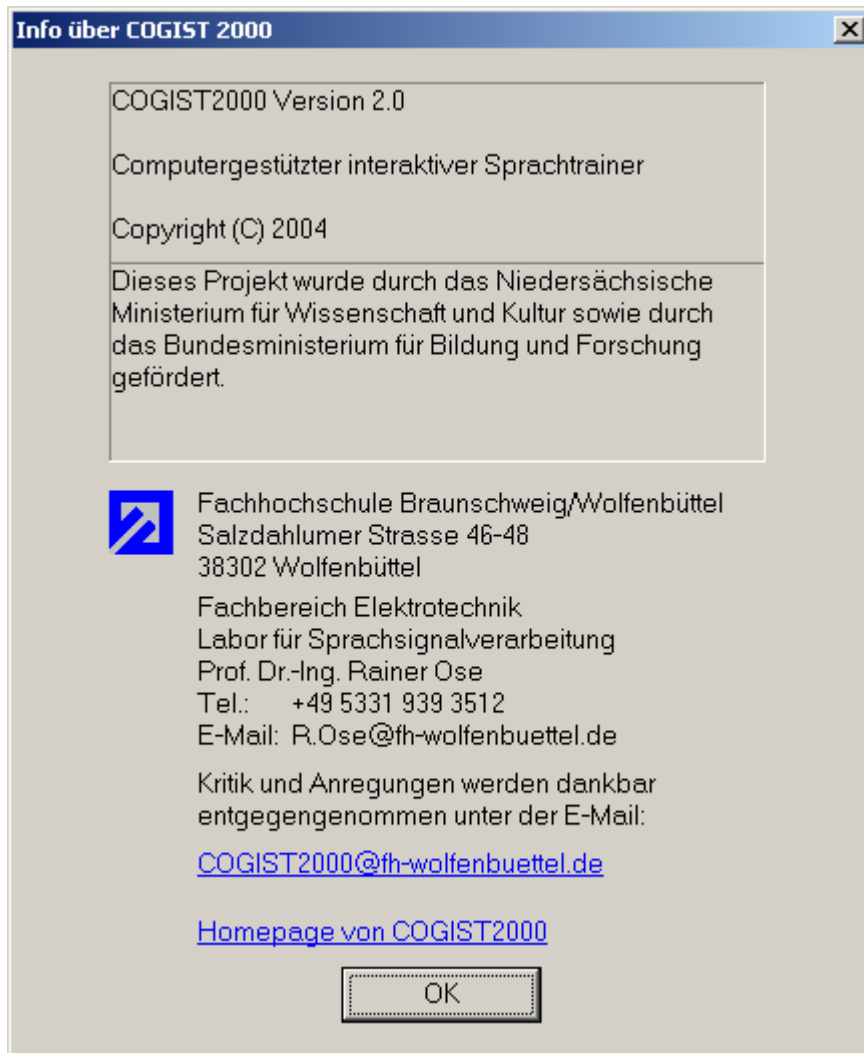 Info über COGIST 2000
COGIST2000 Version 2.0
Computergestützter interaktiver Sprachtrainer
Copyright (C) 2004
Dieses Projekt wurde durch das Niedersächsische
Ministerium für Wissenschaft und Kultur sowie durch
das Bundesministerium für Bildung und Forschung
gefördert.
Fachhochschule Braunschweig/Wolfenbüttel
Salzdahlumer Strasse 46-48
38302 Wolfenbüttel
Fachbereich Elektrotechnik
Labor für Sprachsignalverarbeitung
Prof. Dr.-Ing. Rainer Ose
Tel.: +49 5331 939 3512
E-Mail: R.Ose@fh-wolfenbuettel.de
Kritik und Anregungen werden dankbar
entgegengenommen unter der E-Mail:
COGIST2000@fh-wolfenbuettel.de
Homepage von COGIST2000
OK